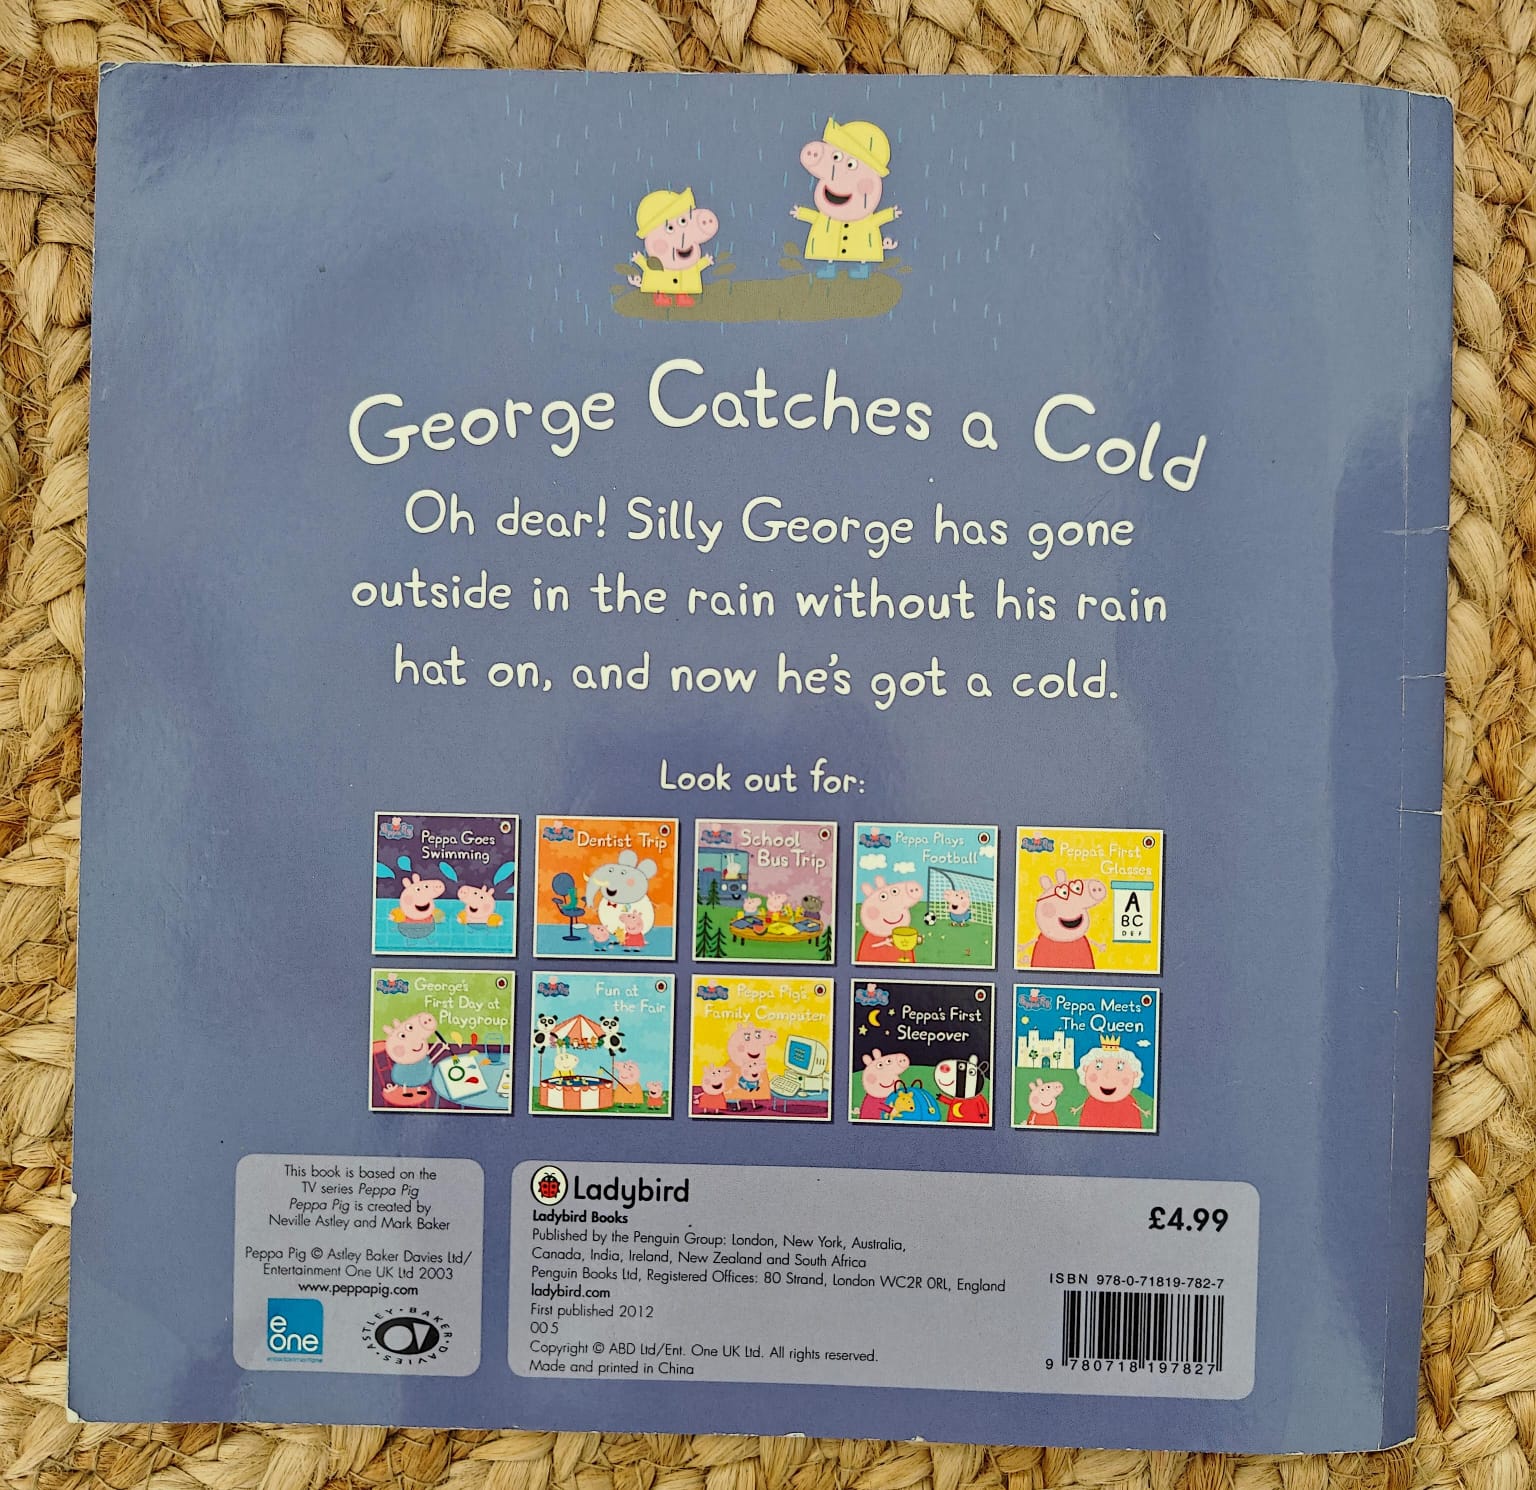 George Catches a Cold
Oh dear! Silly George has gone
outside in the rain without his rain
hat on, and now he's got a cold.
Look out for:
Peppa Goes
Swimming
Dentist Trip
School
Bus Trip
Peppa Plays
Football
Peppa's First
Glasses
A
BC
DEF
George's
First Day at
Playgroup
Fun at
the Fair
Peppa Pig's
Family Computer
Peppa's First
Sleepover
Peppa Meets
The Queen
This book is based on the
TV series Peppa Pig
Peppa Pig is created by
Neville Astley and Mark Baker
Peppa Pig © Astley Baker Davies Ltd/
Entertainment One UK Ltd 2003
www.peppapig.com
e
one
entertainment one
ASTLEY·BAKER·DAVIES·
Ladybird
Ladybird Books
Published by the Penguin Group: London, New York, Australia,
Canada, India, Ireland, New Zealand and South Africa
Penguin Books Ltd, Registered Offices: 80 Strand, London WC2R 0RL, England
ladybird.com
First published 2012
005
Copyright © ABD Ltd/Ent. One UK Ltd. All rights reserved.
Made and printed in China
£4.99
ISBN 978-0-71819-782-7
9 780718 197827